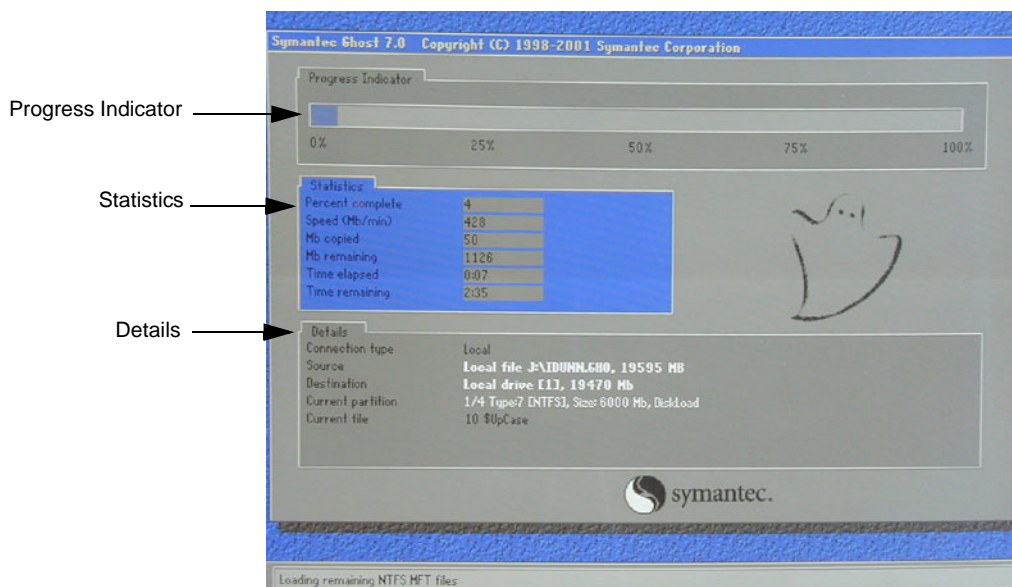 Symantec Ghost 7.0 Copyright (C) 1998-2001 Symantec Corporation
Progress Indicator
Progress Indicator
0% 25% 50% 75% 100%
Statistics
Statistics
Percent complete 4
Speed (Mb/min) 428
Mb copied 50
Mb remaining 1126
Time elapsed 0:07
Time remaining 2:35
Details
Details
Connection type Local
Source Local file J:\IDUNN.GHO, 19595 MB
Destination Local drive [1], 19470 Mb
Current partition 1/4 Type:7 [NTFS], Size: 6000 Mb, DiskLoad
Current file 10 $UpCase
symantec.
Loading remaining NTFS MFT files